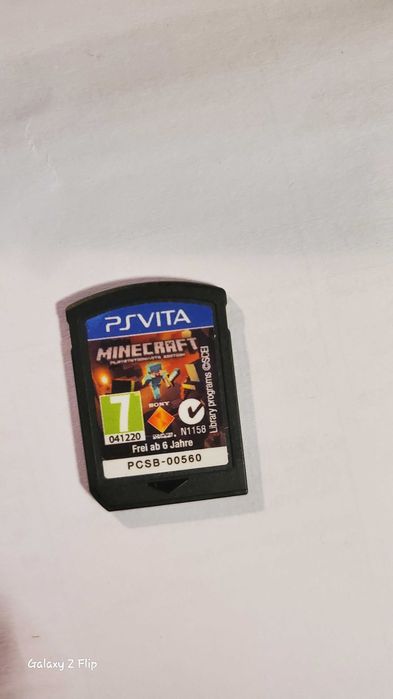 PSVITA
MINECRAFT
PLAYSTATION®VITA EDITION
7
041220
SONY
N1158
Library programs ©SCEI
Frei ab 6 Jahre
PCSB-00560
Galaxy Z Flip